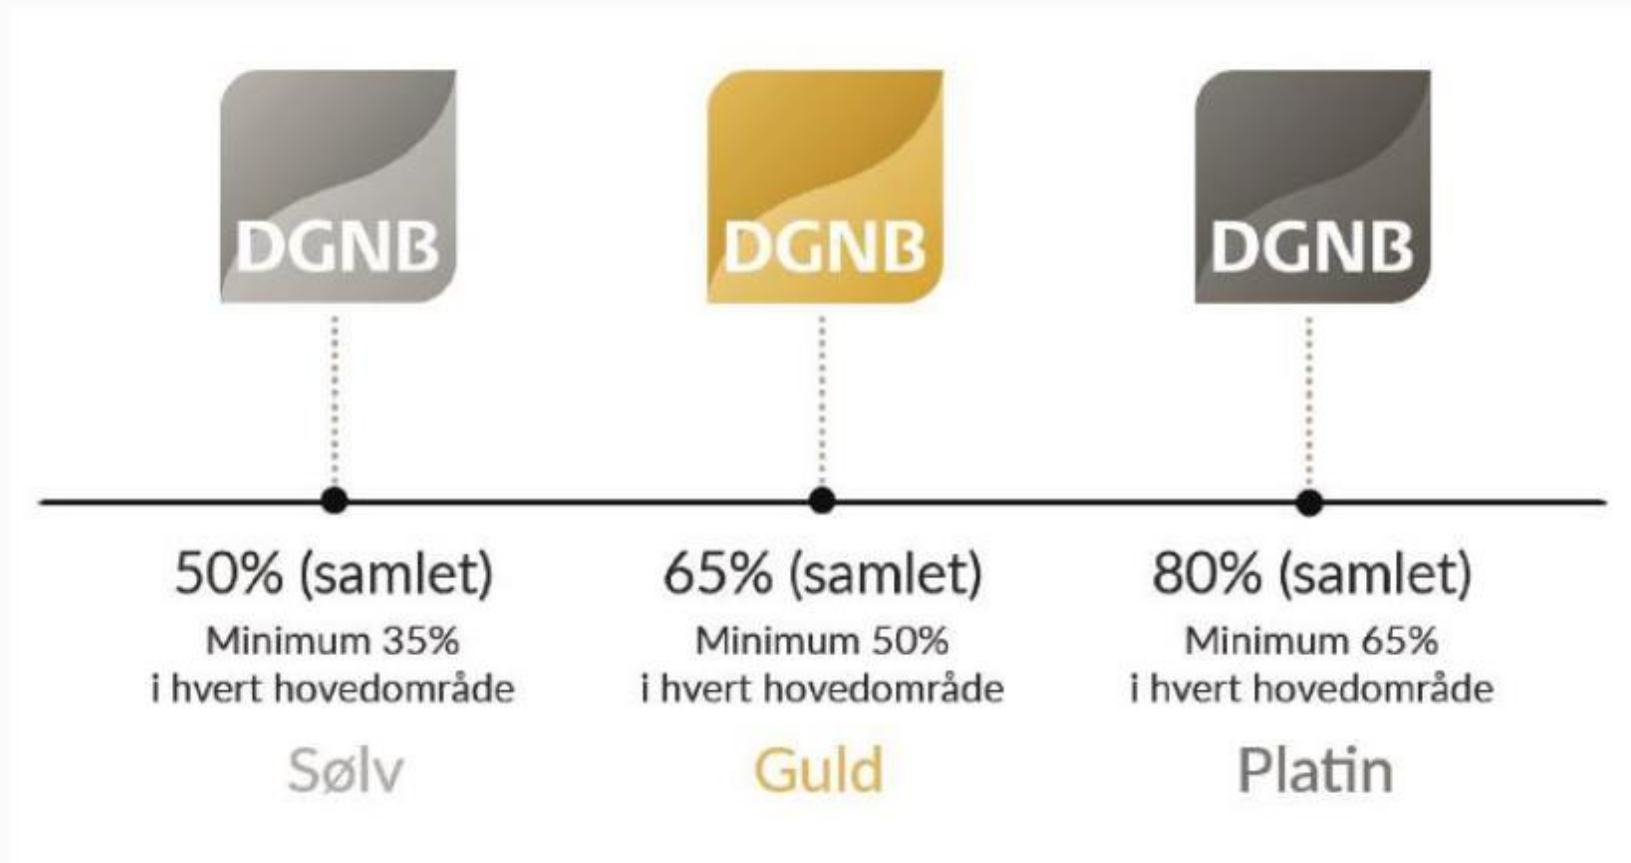 DGNB
DGNB
DGNB
50% (samlet)
Minimum 35%
i hvert hovedområde
Sølv
65% (samlet)
Minimum 50%
i hvert hovedområde
Guld
80% (samlet)
Minimum 65%
i hvert hovedområde
Platin